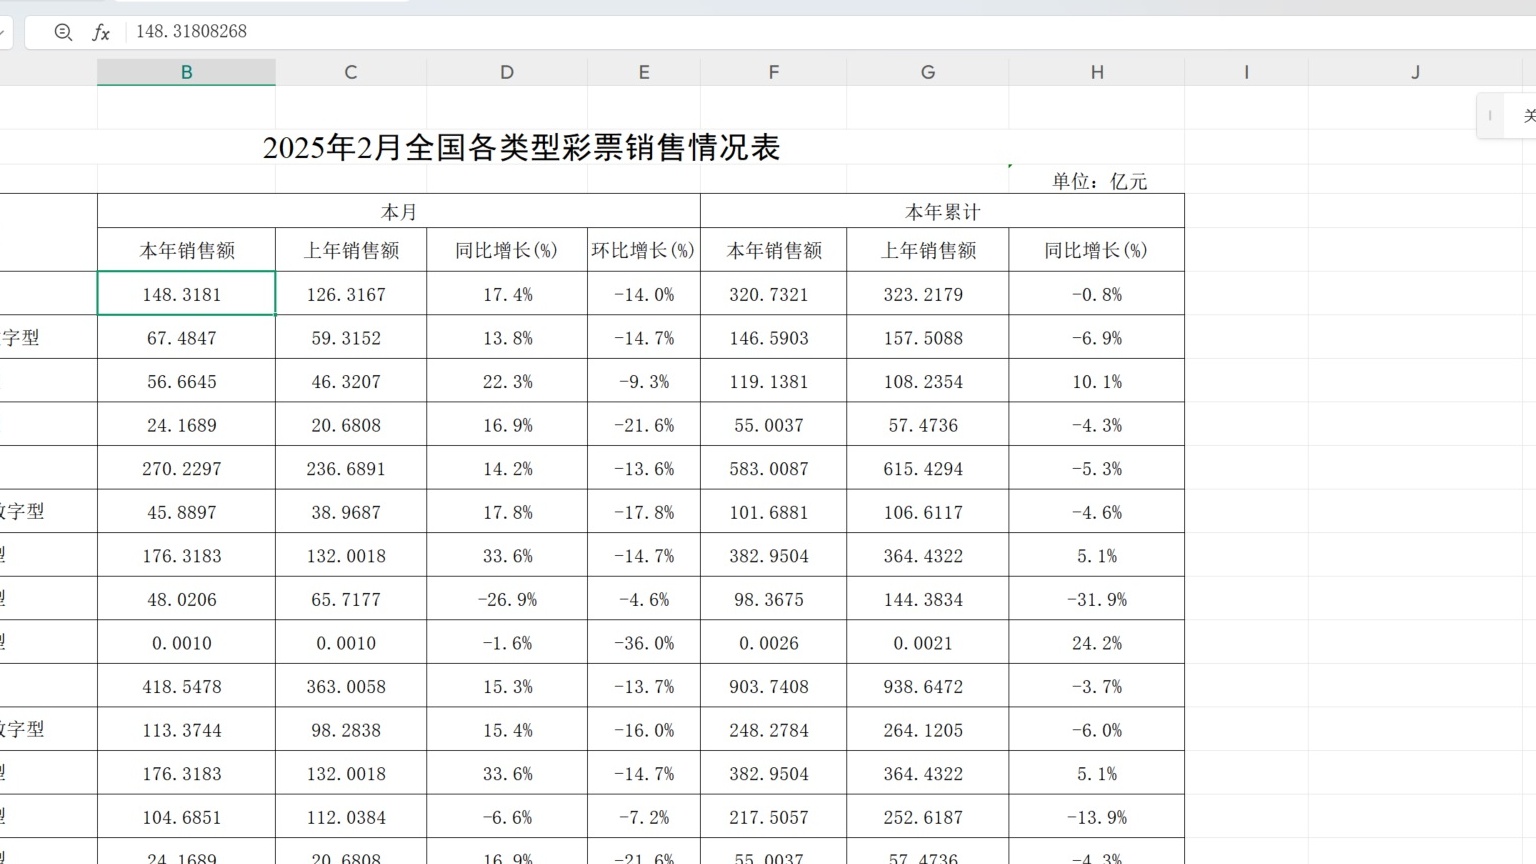 fx 148.31808268
B C D E F G H I J
关
2025年2月全国各类型彩票销售情况表
单位：亿元
本月 本年累计
本年销售额 上年销售额 同比增长(%) 环比增长(%) 本年销售额 上年销售额 同比增长(%)
148.3181 126.3167 17.4% -14.0% 320.7321 323.2179 -0.8%
字型 67.4847 59.3152 13.8% -14.7% 146.5903 157.5088 -6.9%
56.6645 46.3207 22.3% -9.3% 119.1381 108.2354 10.1%
24.1689 20.6808 16.9% -21.6% 55.0037 57.4736 -4.3%
270.2297 236.6891 14.2% -13.6% 583.0087 615.4294 -5.3%
数字型 45.8897 38.9687 17.8% -17.8% 101.6881 106.6117 -4.6%
型 176.3183 132.0018 33.6% -14.7% 382.9504 364.4322 5.1%
型 48.0206 65.7177 -26.9% -4.6% 98.3675 144.3834 -31.9%
型 0.0010 0.0010 -1.6% -36.0% 0.0026 0.0021 24.2%
418.5478 363.0058 15.3% -13.7% 903.7408 938.6472 -3.7%
数字型 113.3744 98.2838 15.4% -16.0% 248.2784 264.1205 -6.0%
型 176.3183 132.0018 33.6% -14.7% 382.9504 364.4322 5.1%
型 104.6851 112.0384 -6.6% -7.2% 217.5057 252.6187 -13.9%
型 24.1689 20.6808 16.9% -21.6% 55.0037 57.4736 -4.3%